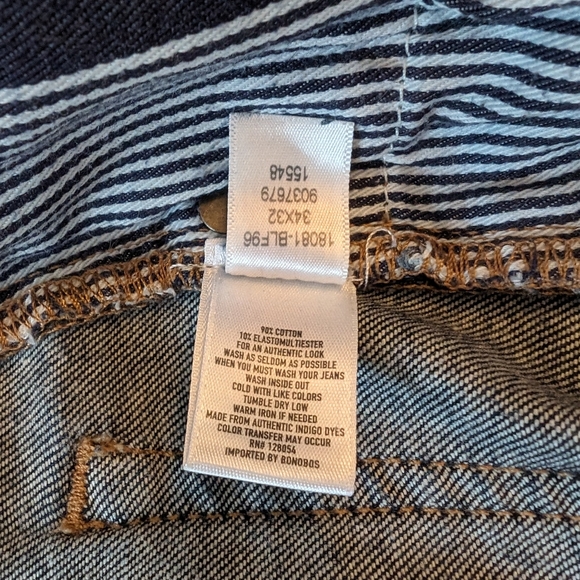 18081-BLF96
34X32
9037679
15548
90% COTTON
10% ELASTOMULTIESTER
FOR AN AUTHENTIC LOOK
WASH AS SELDOM AS POSSIBLE
WHEN YOU MUST WASH YOUR JEANS
WASH INSIDE OUT
COLD WITH LIKE COLORS
TUMBLE DRY LOW
WARM IRON IF NEEDED
MADE FROM AUTHENTIC INDIGO DYES
COLOR TRANSFER MAY OCCUR
RN# 128054
IMPORTED BY BONOBOS